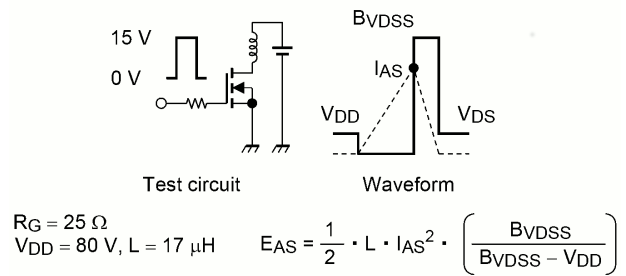 15 V
0 V
BVDSS
IAS
VDD
VDS
Test circuit
Waveform
RG = 25 Ω
VDD = 80 V, L = 17 μH
EAS = 1/2 · L · IAS² · (BVDSS / (BVDSS − VDD))